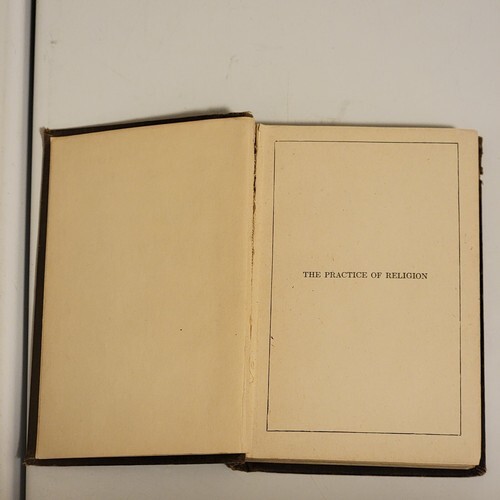 THE PRACTICE OF RELIGION